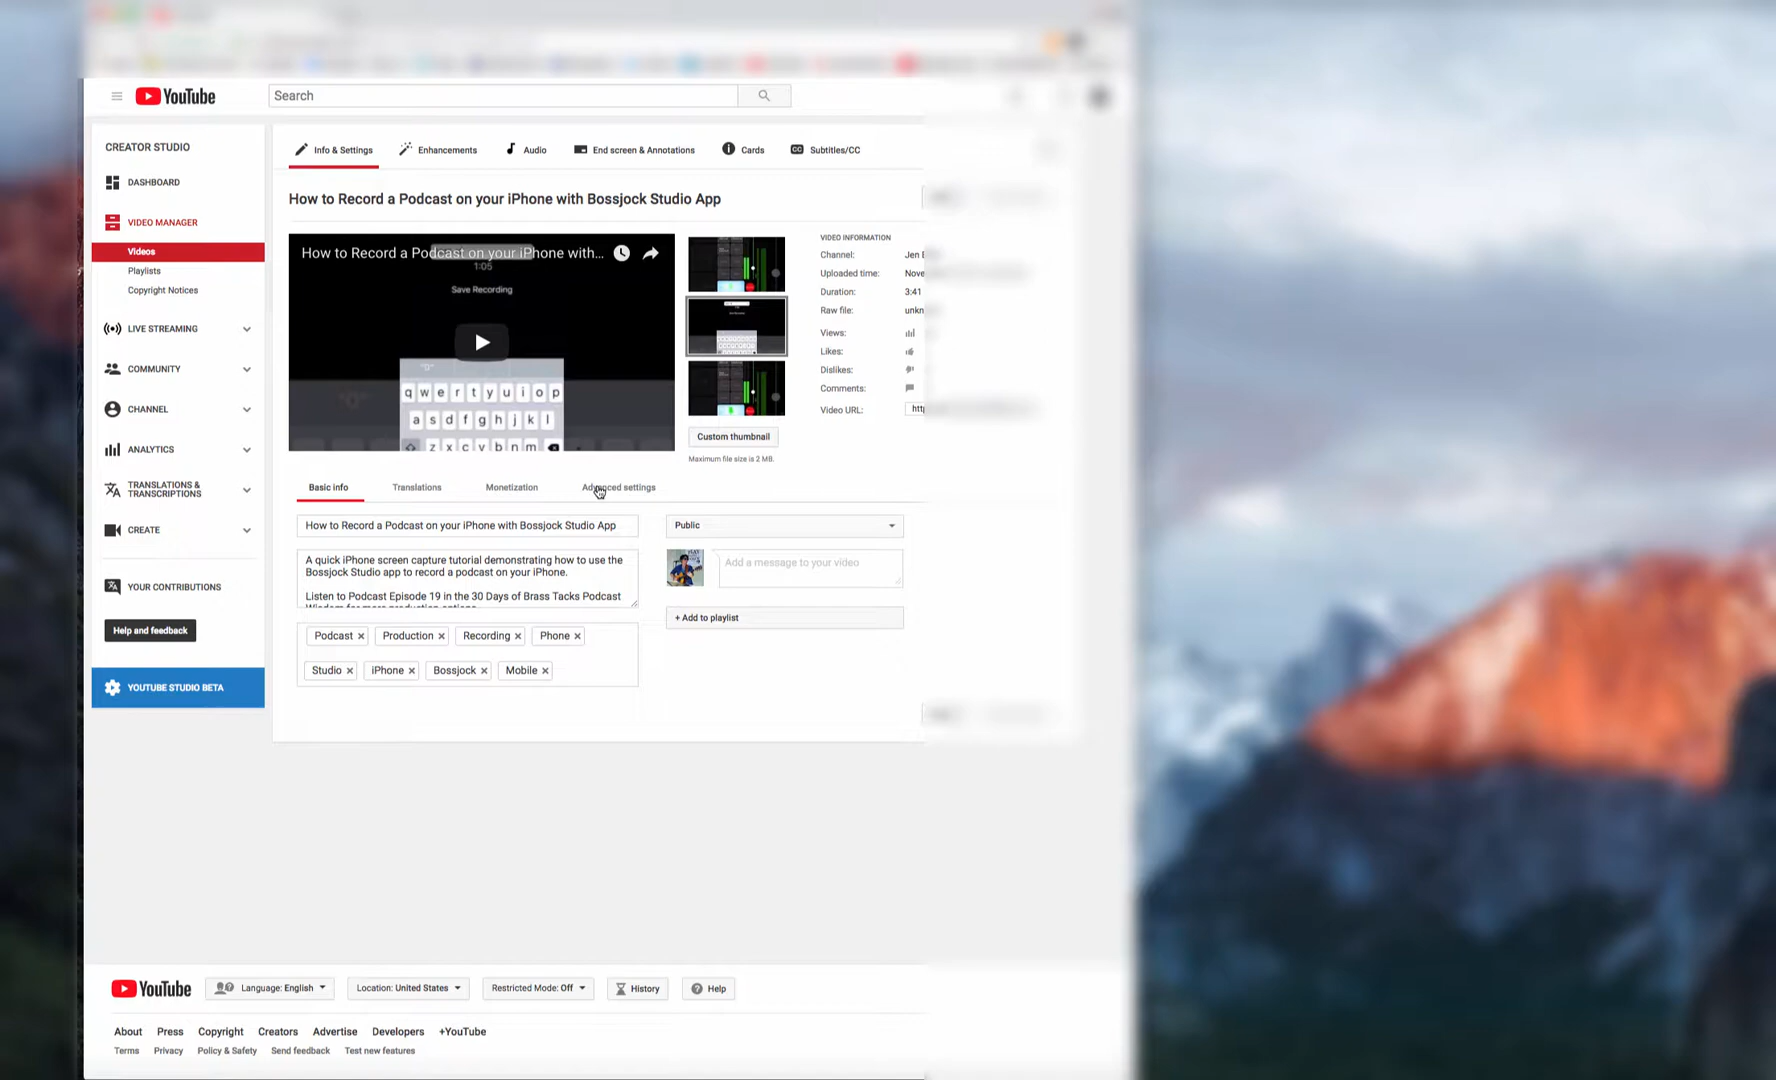 YouTube
Search
CREATOR STUDIO
DASHBOARD
VIDEO MANAGER
Videos
Playlists
Copyright Notices
LIVE STREAMING
COMMUNITY
CHANNEL
ANALYTICS
TRANSLATIONS &
TRANSCRIPTIONS
CREATE
YOUR CONTRIBUTIONS
Help and feedback
YOUTUBE STUDIO BETA
Info & Settings Enhancements Audio End screen & Annotations Cards CC Subtitles/CC
How to Record a Podcast on your iPhone with Bossjock Studio App
How to Record a Podcast on your iPhone with...
1:05
Save Recording
q w e r t y u i o p
a s d f g h j k l
z x c v b n m
Custom thumbnail
Maximum file size is 2 MB.
VIDEO INFORMATION
Channel: Jen
Uploaded time: Nove
Duration: 3:41
Raw file: unkn
Views:
Likes:
Dislikes:
Comments:
Video URL: htt
Basic info Translations Monetization Advanced settings
How to Record a Podcast on your iPhone with Bossjock Studio App
A quick iPhone screen capture tutorial demonstrating how to use the
Bossjock Studio app to record a podcast on your iPhone.
Listen to Podcast Episode 19 in the 30 Days of Brass Tacks Podcast
Podcast × Production × Recording × Phone ×
Studio × iPhone × Bossjock × Mobile ×
Public
Add a message to your video
+ Add to playlist
YouTube Language: English Location: United States Restricted Mode: Off History Help
About Press Copyright Creators Advertise Developers +YouTube
Terms Privacy Policy & Safety Send feedback Test new features